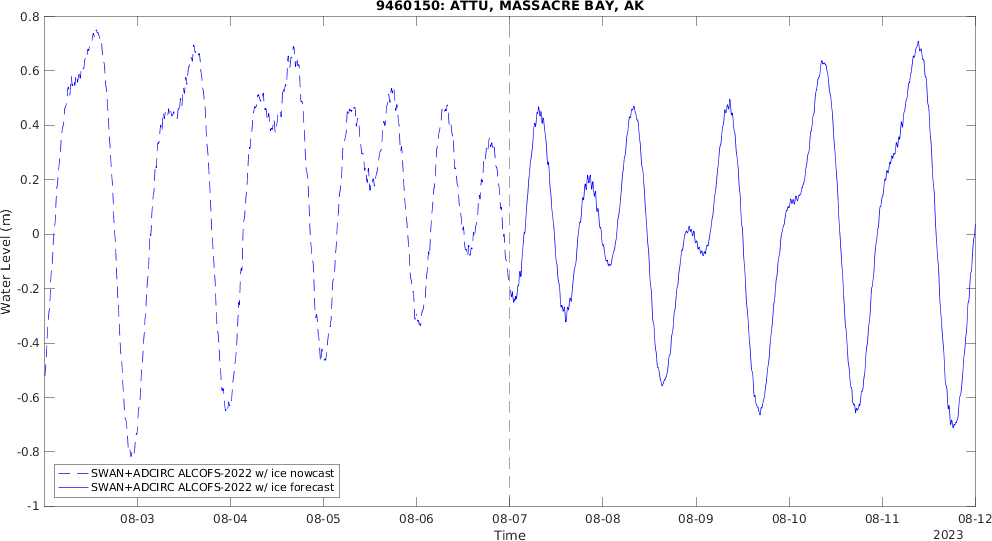 9460150: ATTU, MASSACRE BAY, AK
Water Level (m)
0.8
0.6
0.4
0.2
0
-0.2
-0.4
-0.6
-0.8
-1
SWAN+ADCIRC ALCOFS-2022 w/ ice nowcast
SWAN+ADCIRC ALCOFS-2022 w/ ice forecast
08-03 08-04 08-05 08-06 08-07 08-08 08-09 08-10 08-11 08-12
Time
2023